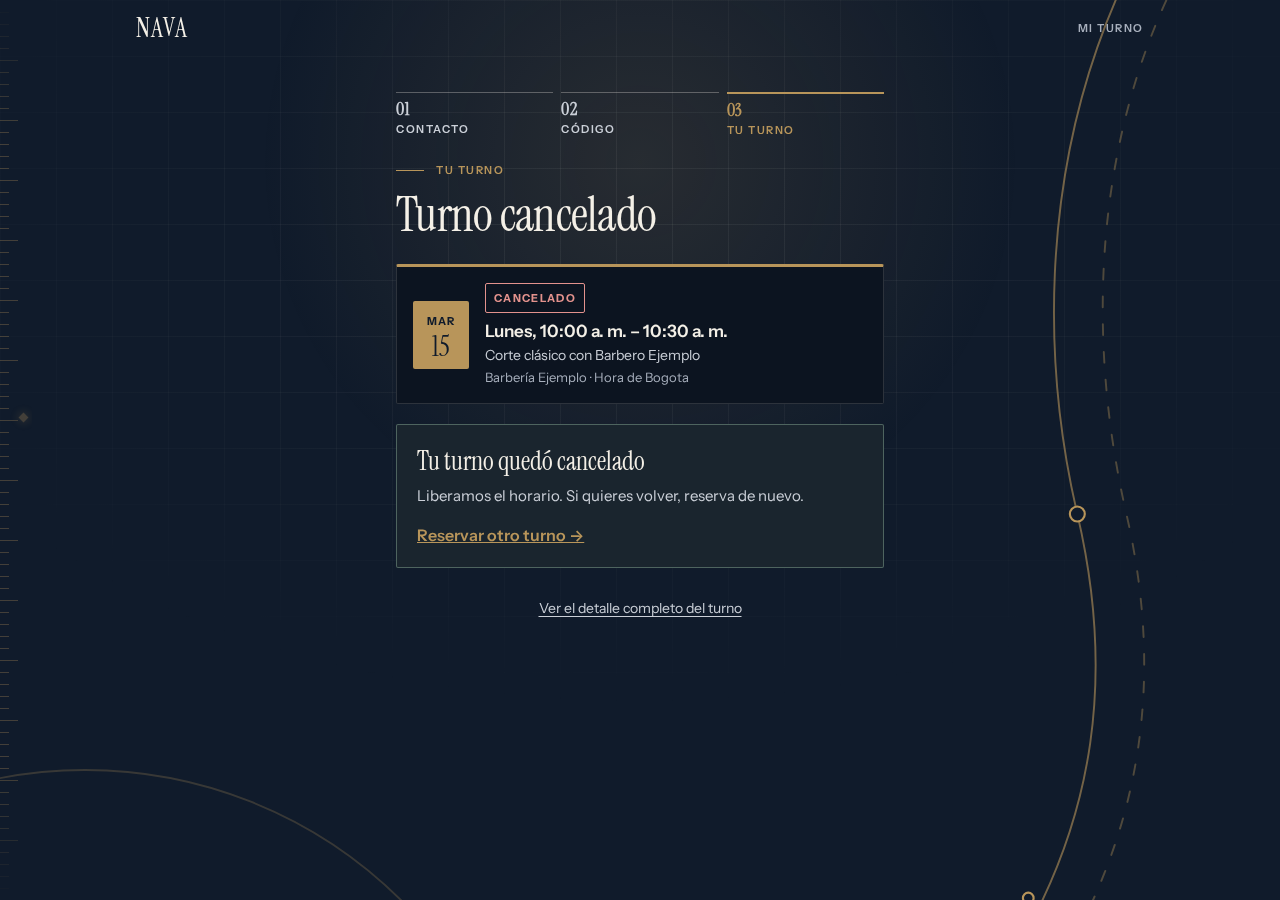 NAVA
MI TURNO
01
CONTACTO
02
CÓDIGO
03
TU TURNO
TU TURNO
Turno cancelado
MAR
15
CANCELADO
Lunes, 10:00 a. m. – 10:30 a. m.
Corte clásico con Barbero Ejemplo
Barbería Ejemplo · Hora de Bogota
Tu turno quedó cancelado
Liberamos el horario. Si quieres volver, reserva de nuevo.
Reservar otro turno →
Ver el detalle completo del turno